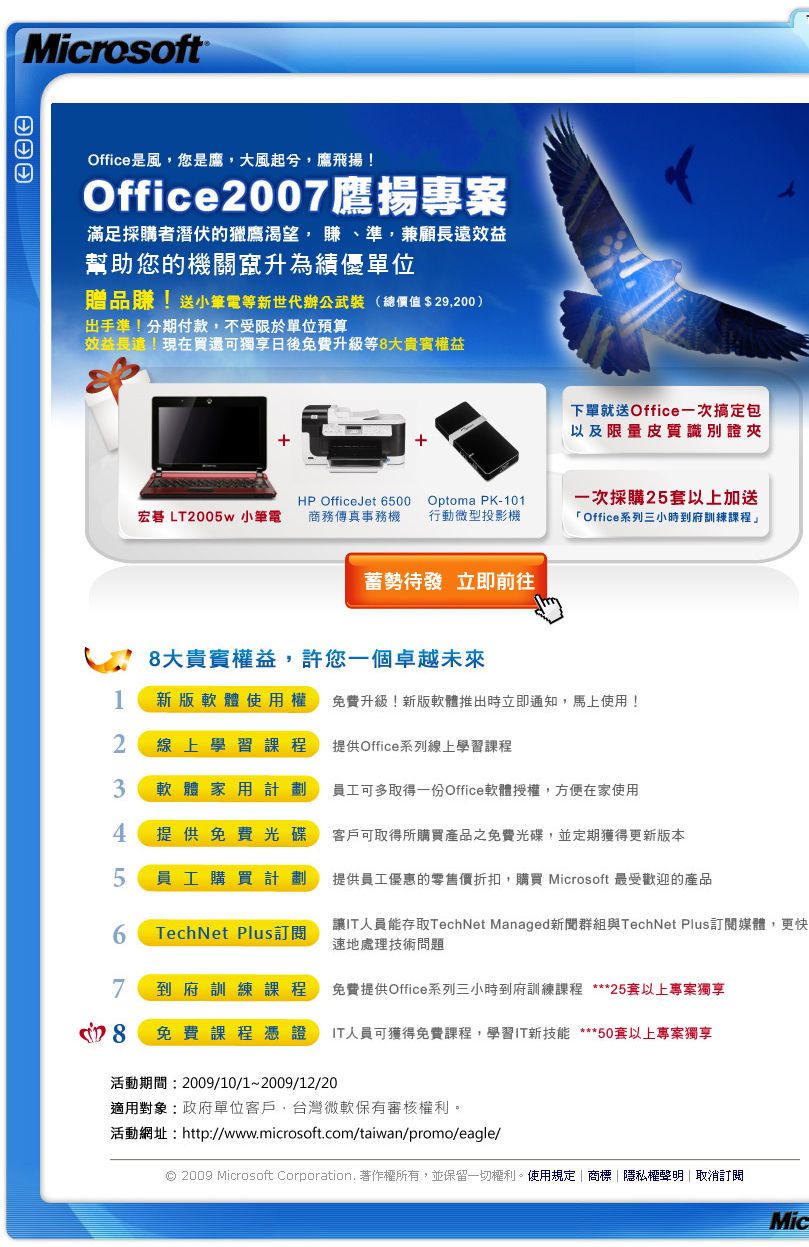 Microsoft
Office是風，您是鷹，大風起兮，鷹飛揚！
Office2007鷹揚專案
滿足採購者潛伏的獵鷹渴望， 賺 、準，兼顧長遠效益
幫助您的機關竄升為績優單位
贈品賺！送小筆電等新世代辦公武裝 （總價值＄29,200）
出手準！分期付款，不受限於單位預算
效益長遠！現在買還可獨享日後免費升級等8大貴賓權益
下單就送Office一次搞定包
以及限量皮質識別證夾
+
+
宏碁 LT2005w 小筆電
HP OfficeJet 6500
商務傳真事務機
Optoma PK-101
行動微型投影機
一次採購25套以上加送
「Office系列三小時到府訓練課程」
蓄勢待發 立即前往
8大貴賓權益，許您一個卓越未來
1 新版軟體使用權 免費升級！新版軟體推出時立即通知，馬上使用！
2 線上學習課程 提供Office系列線上學習課程
3 軟體家用計劃 員工可多取得一份Office軟體授權，方便在家使用
4 提供免費光碟 客戶可取得所購買產品之免費光碟，並定期獲得更新版本
5 員工購買計劃 提供員工優惠的零售價折扣，購買 Microsoft 最受歡迎的產品
6 TechNet Plus訂閱 讓IT人員能存取TechNet Managed新聞群組與TechNet Plus訂閱媒體，更快
速地處理技術問題
7 到府訓練課程 免費提供Office系列三小時到府訓練課程 ***25套以上專案獨享
8 免費課程憑證 IT人員可獲得免費課程，學習IT新技能 ***50套以上專案獨享
活動期間：2009/10/1~2009/12/20
適用對象：政府單位客戶．台灣微軟保有審核權利。
活動網址：http://www.microsoft.com/taiwan/promo/eagle/
© 2009 Microsoft Corporation. 著作權所有，並保留一切權利。使用規定 | 商標 | 隱私權聲明 | 取消訂閱
Mic